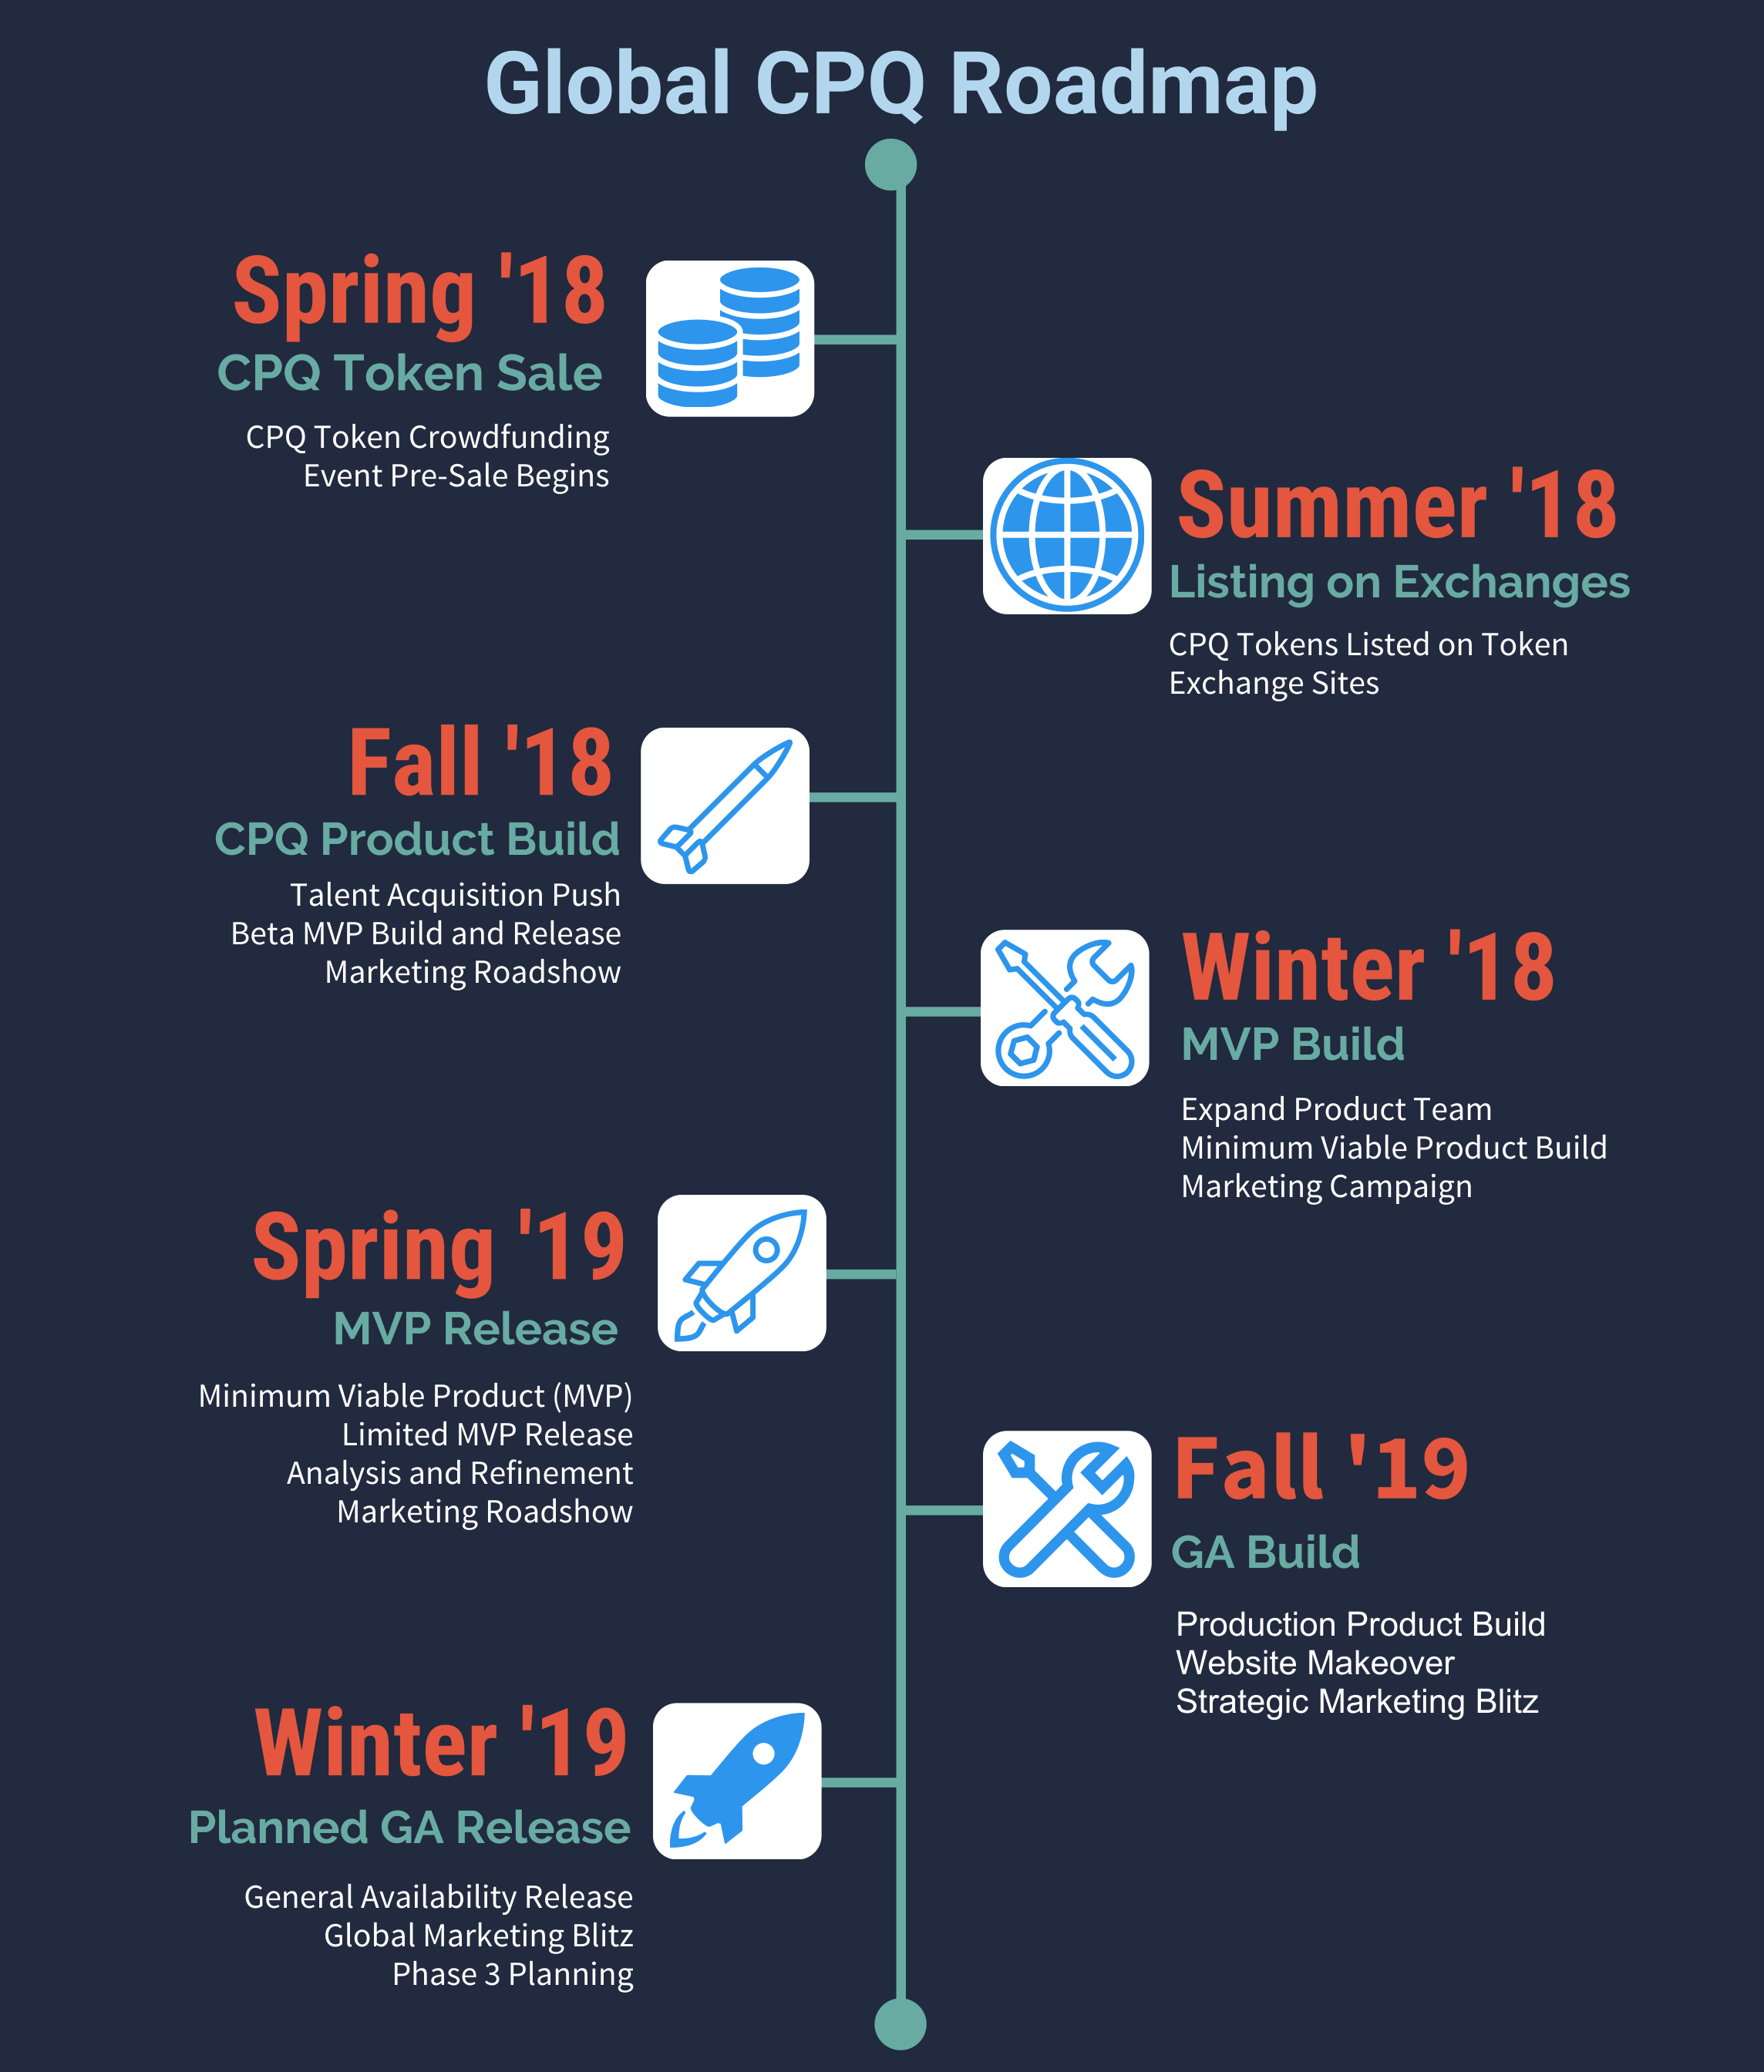 Global CPQ Roadmap
Spring '18
CPQ Token Sale
CPQ Token Crowdfunding
Event Pre-Sale Begins
Summer '18
Listing on Exchanges
CPQ Tokens Listed on Token
Exchange Sites
Fall '18
CPQ Product Build
Talent Acquisition Push
Beta MVP Build and Release
Marketing Roadshow
Winter '18
MVP Build
Expand Product Team
Minimum Viable Product Build
Marketing Campaign
Spring '19
MVP Release
Minimum Viable Product (MVP)
Limited MVP Release
Analysis and Refinement
Marketing Roadshow
Fall '19
GA Build
Production Product Build
Website Makeover
Strategic Marketing Blitz
Winter '19
Planned GA Release
General Availability Release
Global Marketing Blitz
Phase 3 Planning